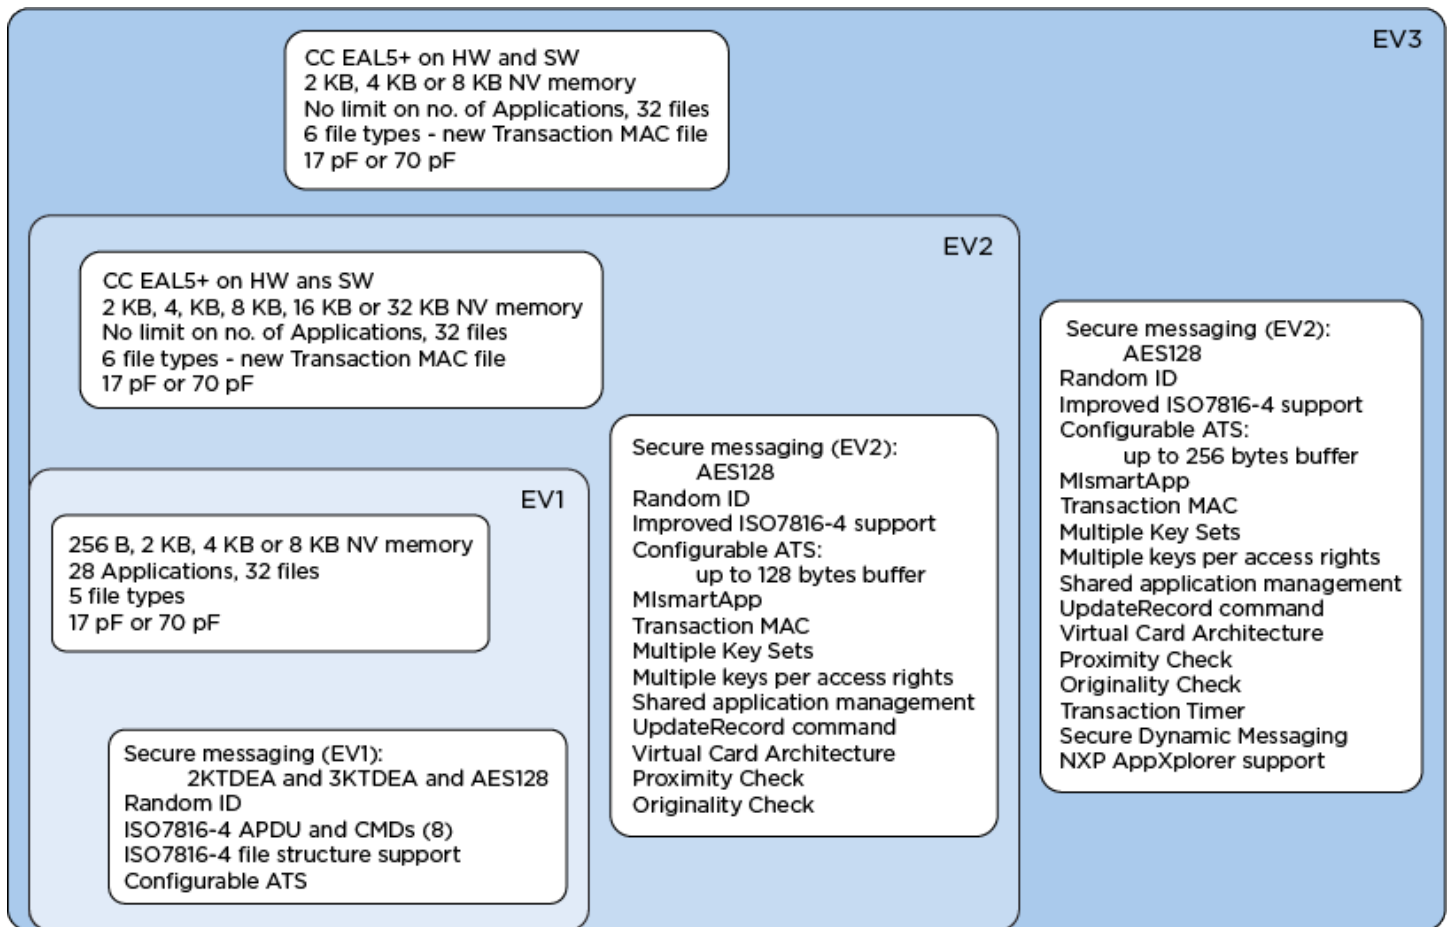 EV3
CC EAL5+ on HW and SW
2 KB, 4 KB or 8 KB NV memory
No limit on no. of Applications, 32 files
6 file types - new Transaction MAC file
17 pF or 70 pF
EV2
CC EAL5+ on HW ans SW
2 KB, 4, KB, 8 KB, 16 KB or 32 KB NV memory
No limit on no. of Applications, 32 files
6 file types - new Transaction MAC file
17 pF or 70 pF
EV1
256 B, 2 KB, 4 KB or 8 KB NV memory
28 Applications, 32 files
5 file types
17 pF or 70 pF
Secure messaging (EV1):
2KTDEA and 3KTDEA and AES128
Random ID
ISO7816-4 APDU and CMDs (8)
ISO7816-4 file structure support
Configurable ATS
Secure messaging (EV2):
AES128
Random ID
Improved ISO7816-4 support
Configurable ATS:
up to 128 bytes buffer
MIsmartApp
Transaction MAC
Multiple Key Sets
Multiple keys per access rights
Shared application management
UpdateRecord command
Virtual Card Architecture
Proximity Check
Originality Check
Secure messaging (EV2):
AES128
Random ID
Improved ISO7816-4 support
Configurable ATS:
up to 256 bytes buffer
MIsmartApp
Transaction MAC
Multiple Key Sets
Multiple keys per access rights
Shared application management
UpdateRecord command
Virtual Card Architecture
Proximity Check
Originality Check
Transaction Timer
Secure Dynamic Messaging
NXP AppXplorer support